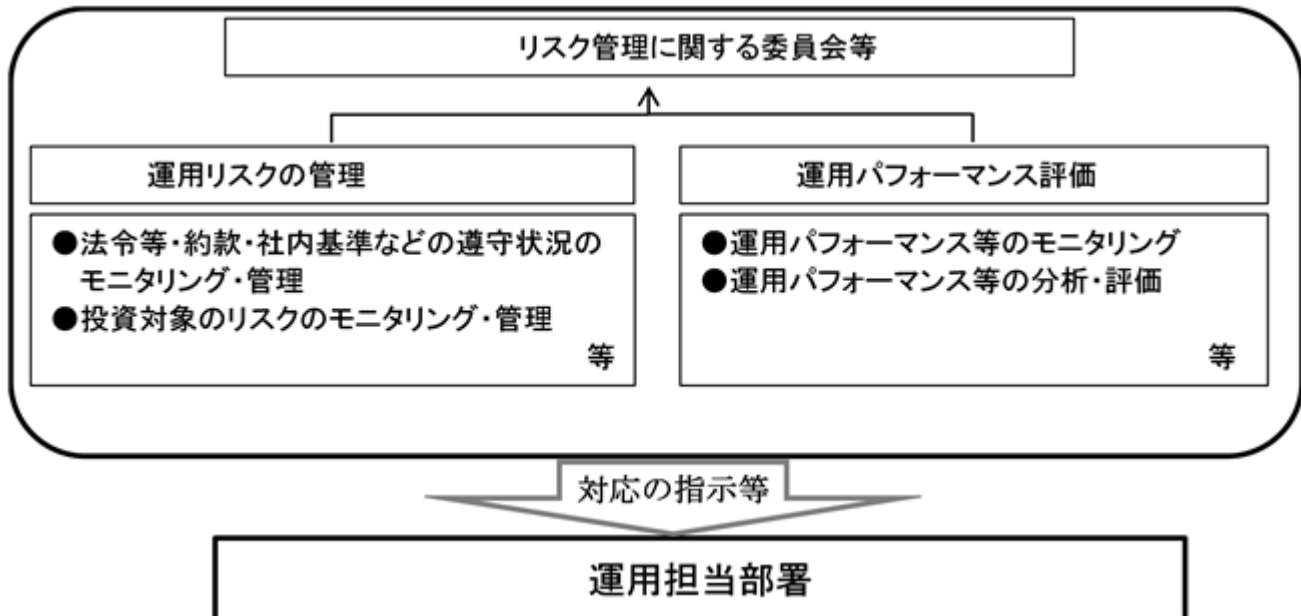 リスク管理に関する委員会等
運用リスクの管理
●法令等・約款・社内基準などの遵守状況の
モニタリング・管理
●投資対象のリスクのモニタリング・管理
等
運用パフォーマンス評価
●運用パフォーマンス等のモニタリング
●運用パフォーマンス等の分析・評価
等
対応の指示等
運用担当部署